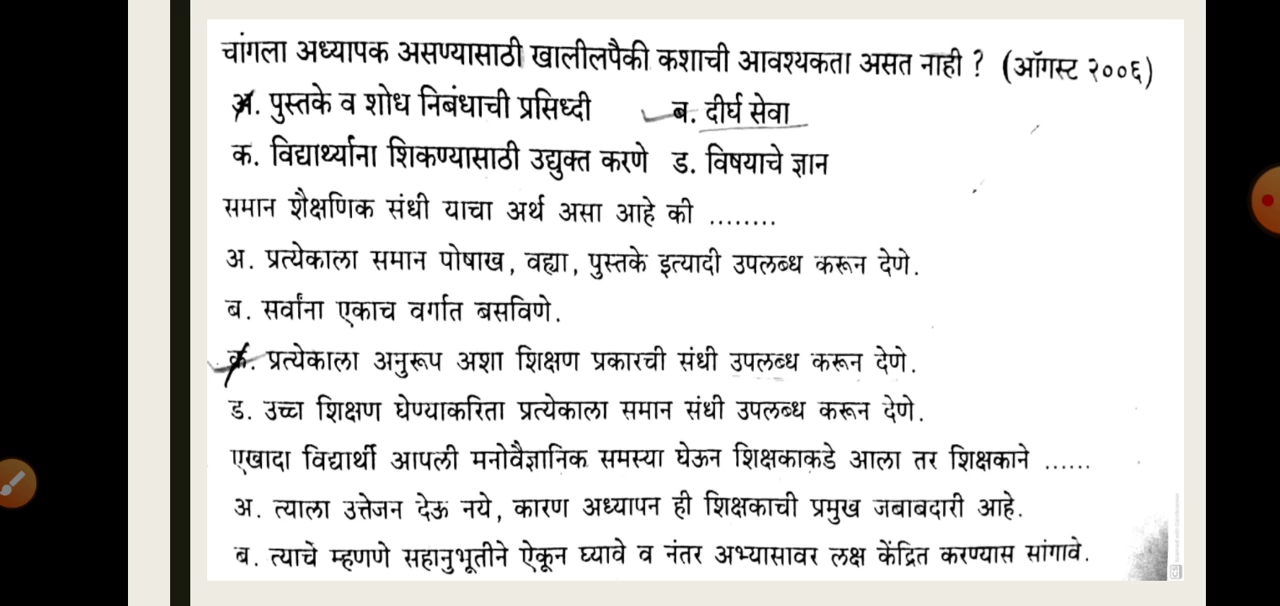 चांगला अध्यापक असण्यासाठी खालीलपैकी कशाची आवश्यकता असत नाही ? (ऑगस्ट २००६)
अ. पुस्तके व शोध निबंधाची प्रसिध्दी ब. दीर्घ सेवा
क. विद्यार्थ्यांना शिकण्यासाठी उद्युक्त करणे ड. विषयाचे ज्ञान
समान शैक्षणिक संधी याचा अर्थ असा आहे की ........
अ. प्रत्येकाला समान पोषाख, वह्या, पुस्तके इत्यादी उपलब्ध करून देणे.
ब. सर्वांना एकाच वर्गात बसविणे.
क. प्रत्येकाला अनुरूप अशा शिक्षण प्रकारची संधी उपलब्ध करून देणे.
ड. उच्च शिक्षण घेण्याकरिता प्रत्येकाला समान संधी उपलब्ध करून देणे.
एखादा विद्यार्थी आपली मनोवैज्ञानिक समस्या घेऊन शिक्षकाकडे आला तर शिक्षकाने ......
अ. त्याला उत्तेजन देऊ नये, कारण अध्यापन ही शिक्षकाची प्रमुख जबाबदारी आहे.
ब. त्याचे म्हणणे सहानुभूतीने ऐकून घ्यावे व नंतर अभ्यासावर लक्ष केंद्रित करण्यास सांगावे.